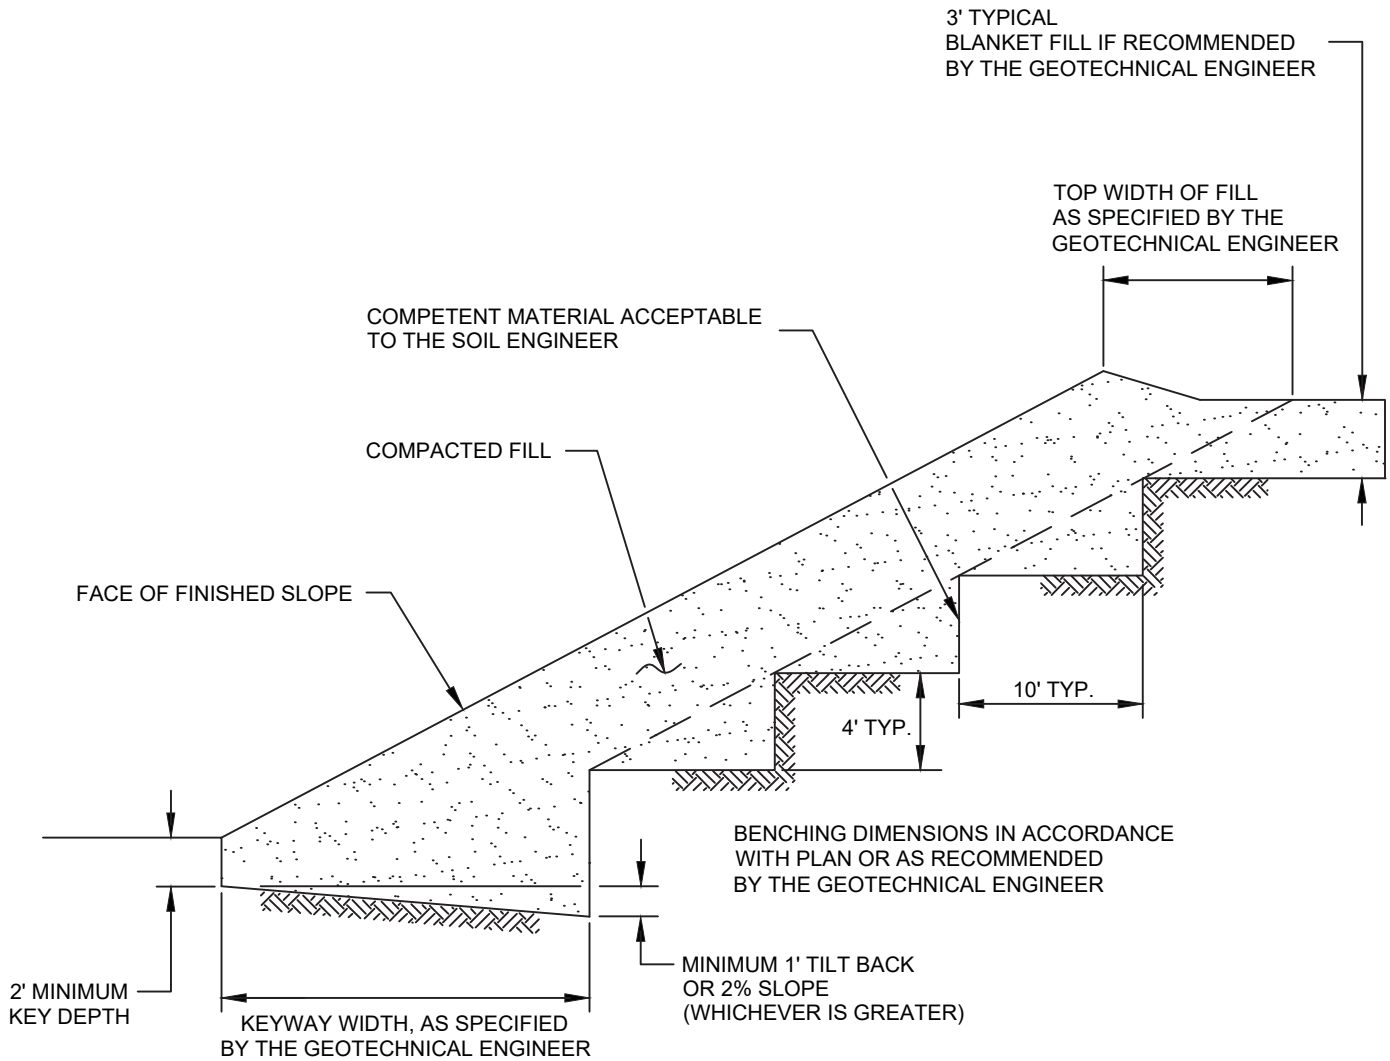 3' TYPICAL
BLANKET FILL IF RECOMMENDED
BY THE GEOTECHNICAL ENGINEER
TOP WIDTH OF FILL
AS SPECIFIED BY THE
GEOTECHNICAL ENGINEER
COMPETENT MATERIAL ACCEPTABLE
TO THE SOIL ENGINEER
COMPACTED FILL
FACE OF FINISHED SLOPE
10' TYP.
4' TYP.
BENCHING DIMENSIONS IN ACCORDANCE
WITH PLAN OR AS RECOMMENDED
BY THE GEOTECHNICAL ENGINEER
MINIMUM 1' TILT BACK
OR 2% SLOPE
(WHICHEVER IS GREATER)
2' MINIMUM
KEY DEPTH
KEYWAY WIDTH, AS SPECIFIED
BY THE GEOTECHNICAL ENGINEER